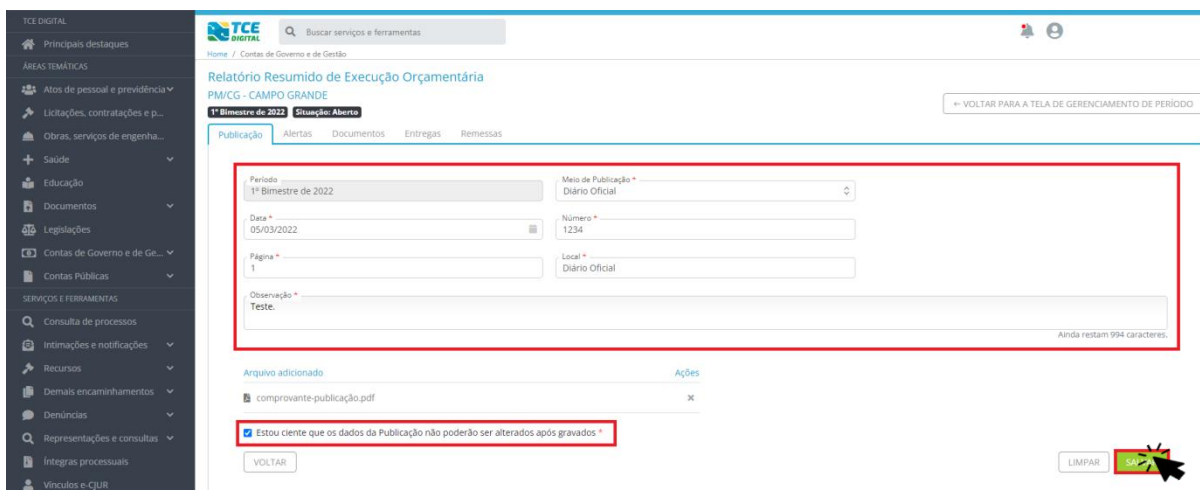 TCE DIGITAL
Principais destaques
ÁREAS TEMÁTICAS
Atos de pessoal e previdência
Licitações, contratações e p...
Obras, serviços de engenha...
Saúde
Educação
Documentos
Legislações
Contas de Governo e de Ge...
Contas Públicas
SERVIÇOS E FERRAMENTAS
Consulta de processos
Intimações e notificações
Recursos
Demais encaminhamentos
Denúncias
Representações e consultas
Íntegras processuais
Vínculos e-CJUR
TCE
DIGITAL
Buscar serviços e ferramentas
Home / Contas de Governo e de Gestão
Relatório Resumido de Execução Orçamentária
PM/CG - CAMPO GRANDE
1º Bimestre de 2022 Situação: Aberto
← VOLTAR PARA A TELA DE GERENCIAMENTO DE PERÍODO
Publicação Alertas Documentos Entregas Remessas
Período
1º Bimestre de 2022
Meio de Publicação *
Diário Oficial
Data *
05/03/2022
Número *
1234
Página *
1
Local *
Diário Oficial
Observação *
Teste.
Ainda restam 994 caracteres.
Arquivo adicionado Ações
comprovante-publicação.pdf
Estou ciente que os dados da Publicação não poderão ser alterados após gravados *
VOLTAR LIMPAR